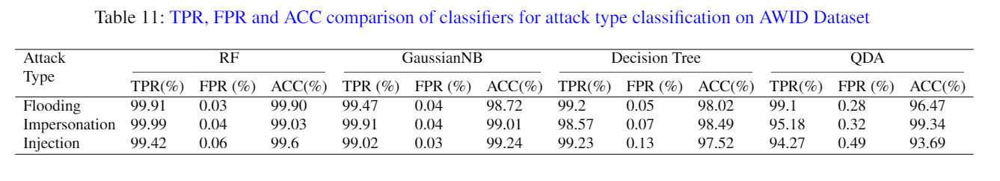 Table 11: TPR, FPR and ACC comparison of classifiers for attack type classification on AWID Dataset
Attack Type RF GaussianNB Decision Tree QDA
TPR(%) FPR (%) ACC(%) TPR (%) FPR (%) ACC(%) TPR(%) FPR (%) ACC(%) TPR(%) FPR (%) ACC(%)
Flooding 99.91 0.03 99.90 99.47 0.04 98.72 99.2 0.05 98.02 99.1 0.28 96.47
Impersonation 99.99 0.04 99.03 99.91 0.04 99.01 98.57 0.07 98.49 95.18 0.32 99.34
Injection 99.42 0.06 99.6 99.02 0.03 99.24 99.23 0.13 97.52 94.27 0.49 93.69